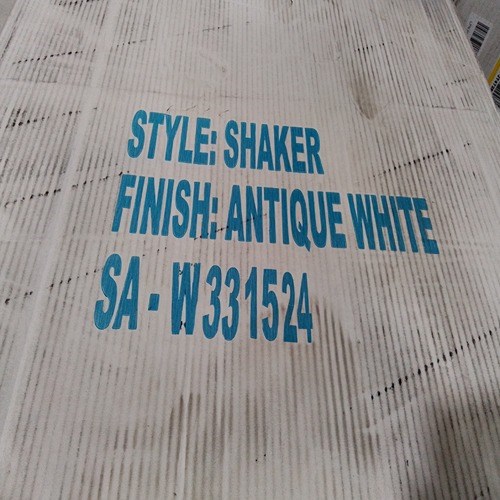 STYLE: SHAKER
FINISH: ANTIQUE WHITE
SA - W331524